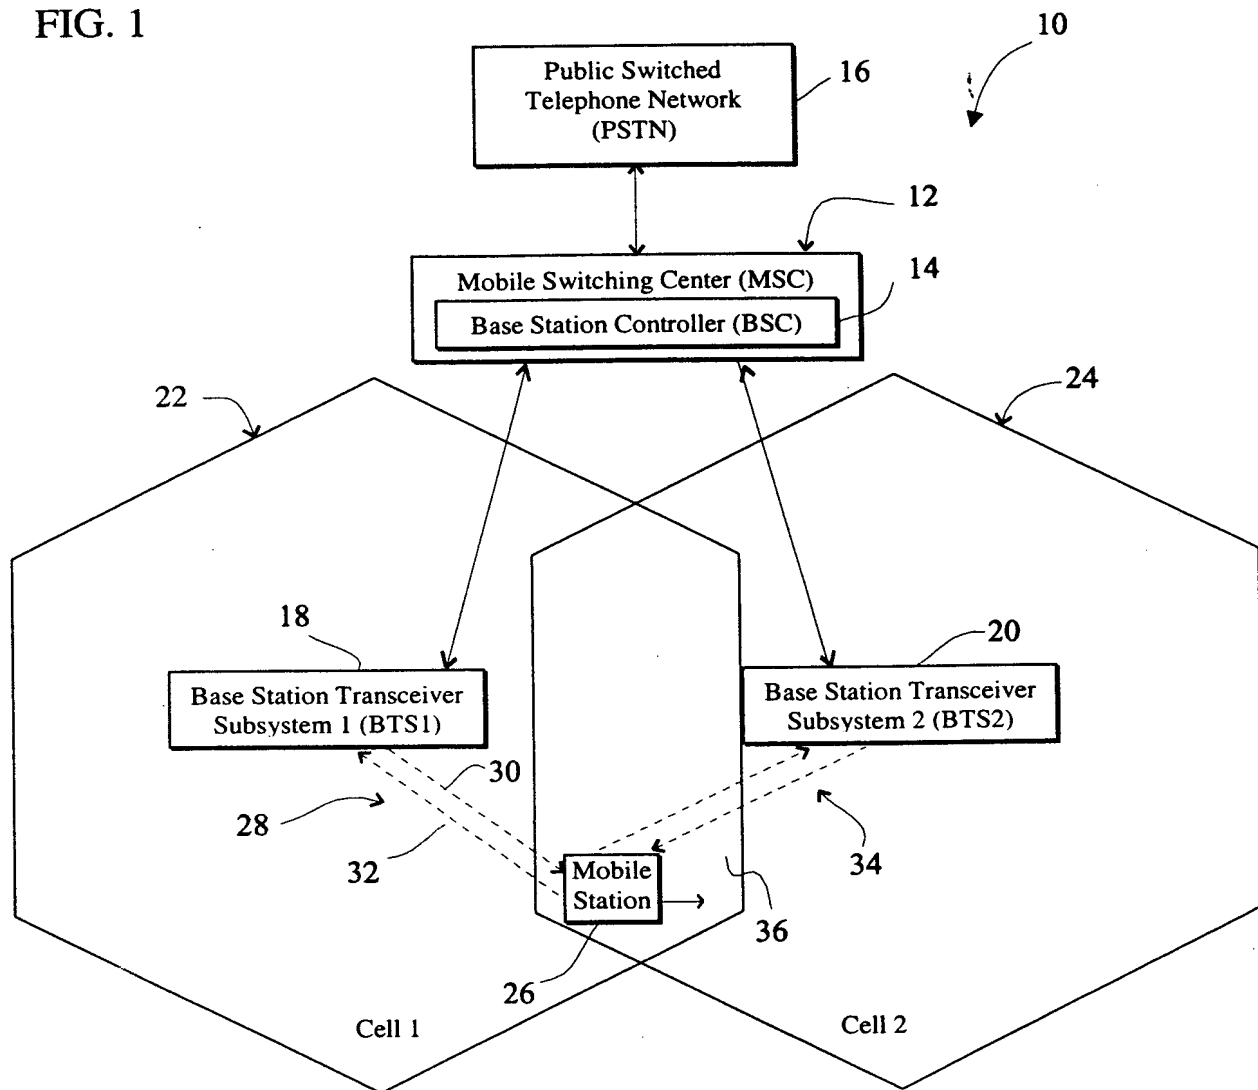 FIG. 1
10
Public Switched
Telephone Network
(PSTN)
16
12
Mobile Switching Center (MSC)
14
Base Station Controller (BSC)
22
24
18
20
Base Station Transceiver
Subsystem 1 (BTS1)
Base Station Transceiver
Subsystem 2 (BTS2)
30
28
32
34
Mobile
Station
36
26
Cell 1
Cell 2